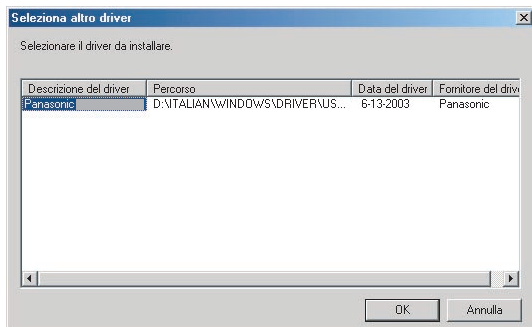 Seleziona altro driver
Selezionare il driver da installare.
Descrizione del driver Percorso Data del driver Fornitore del drive
Panasonic D:\ITALIAN\WINDOWS\DRIVER\US... 6-13-2003 Panasonic
OK Annulla